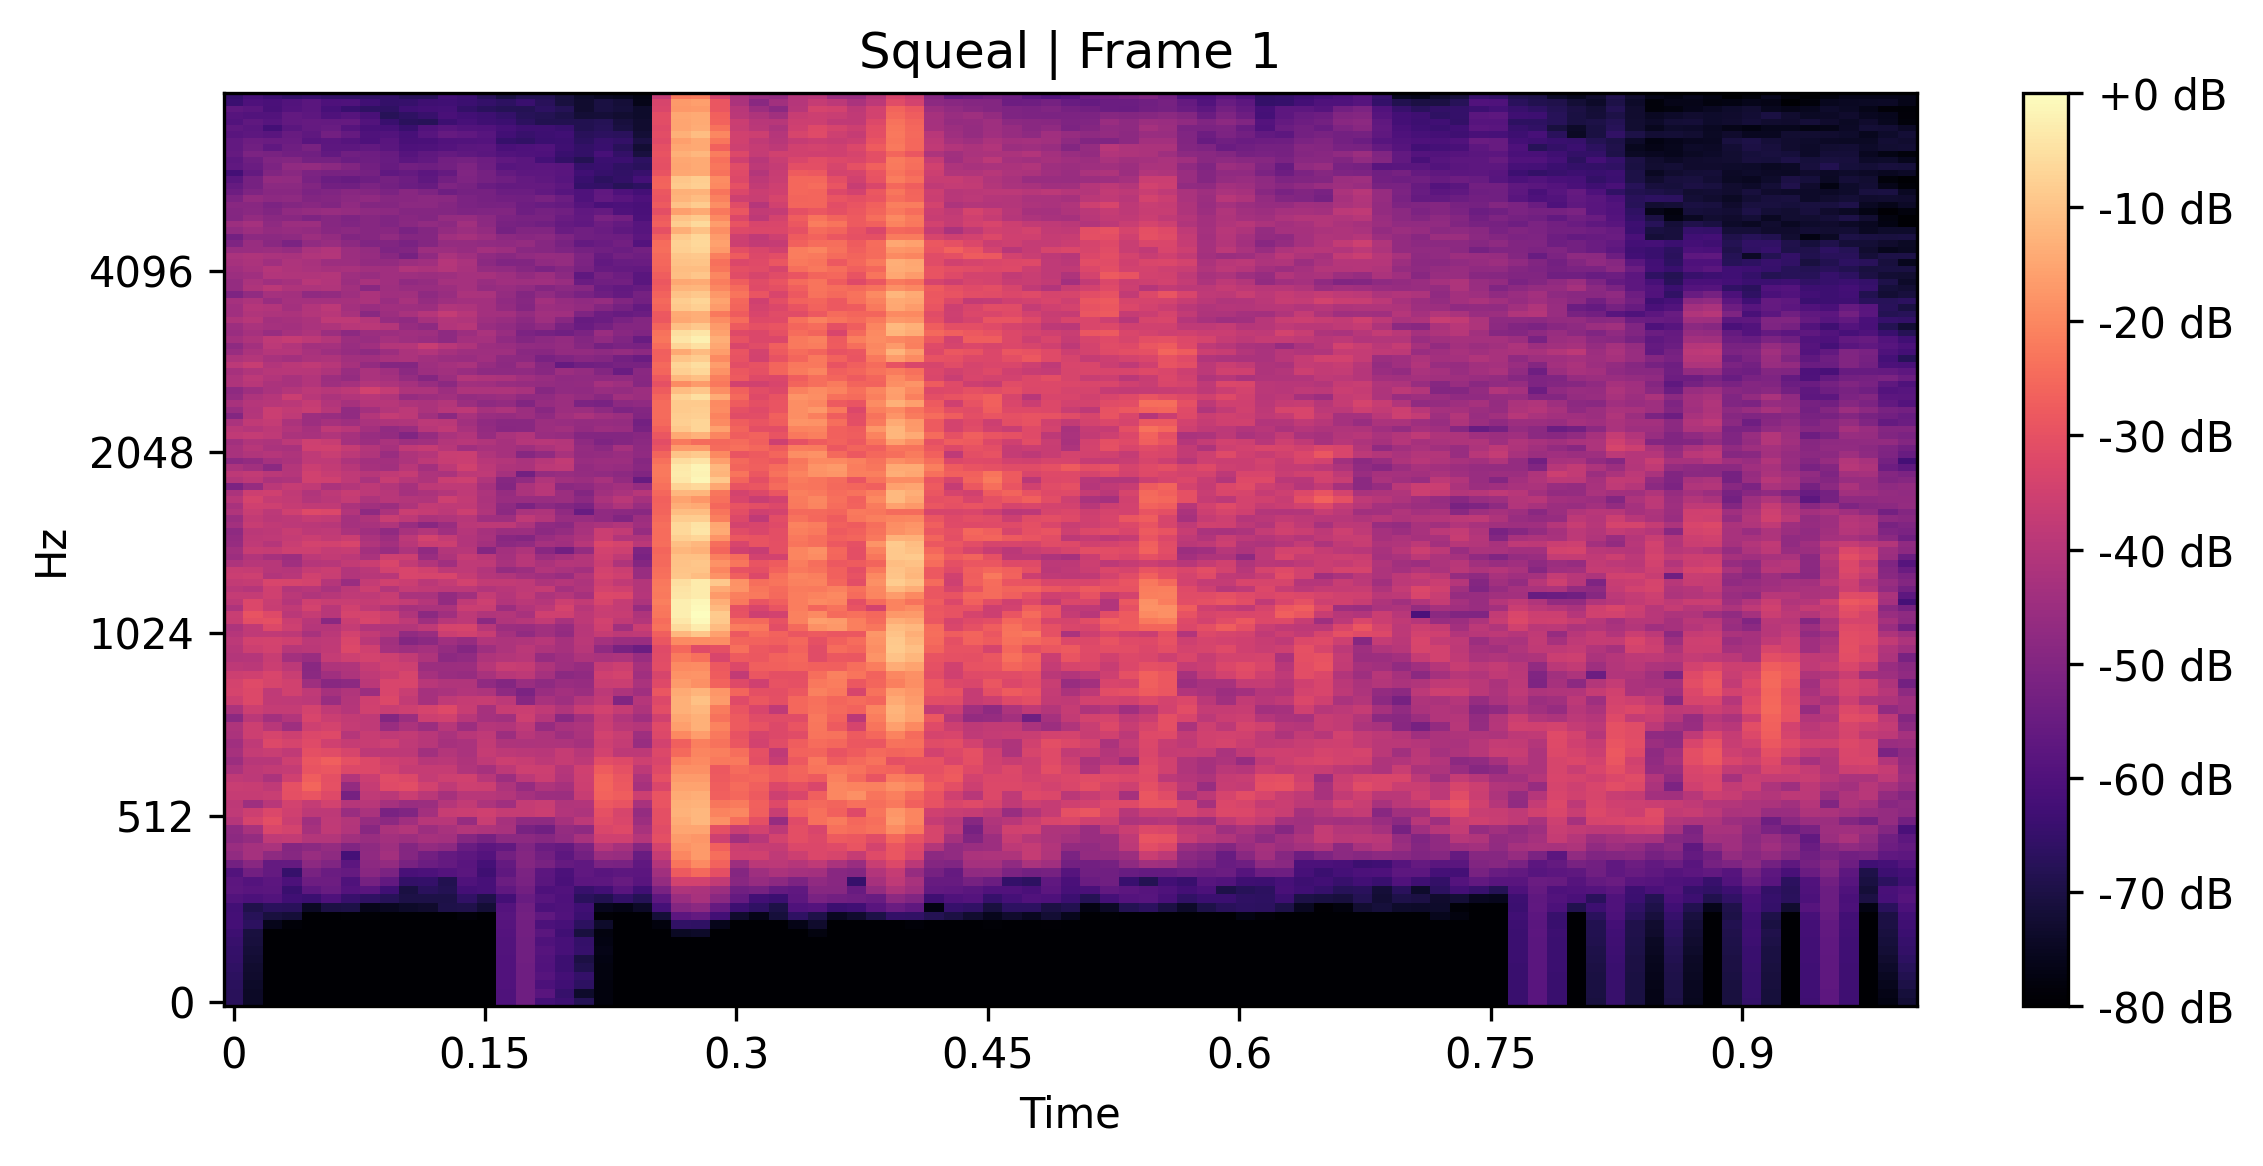 Squeal | Frame 1
Hz
4096
2048
1024
512
0
0 0.15 0.3 0.45 0.6 0.75 0.9
Time
+0 dB
-10 dB
-20 dB
-30 dB
-40 dB
-50 dB
-60 dB
-70 dB
-80 dB